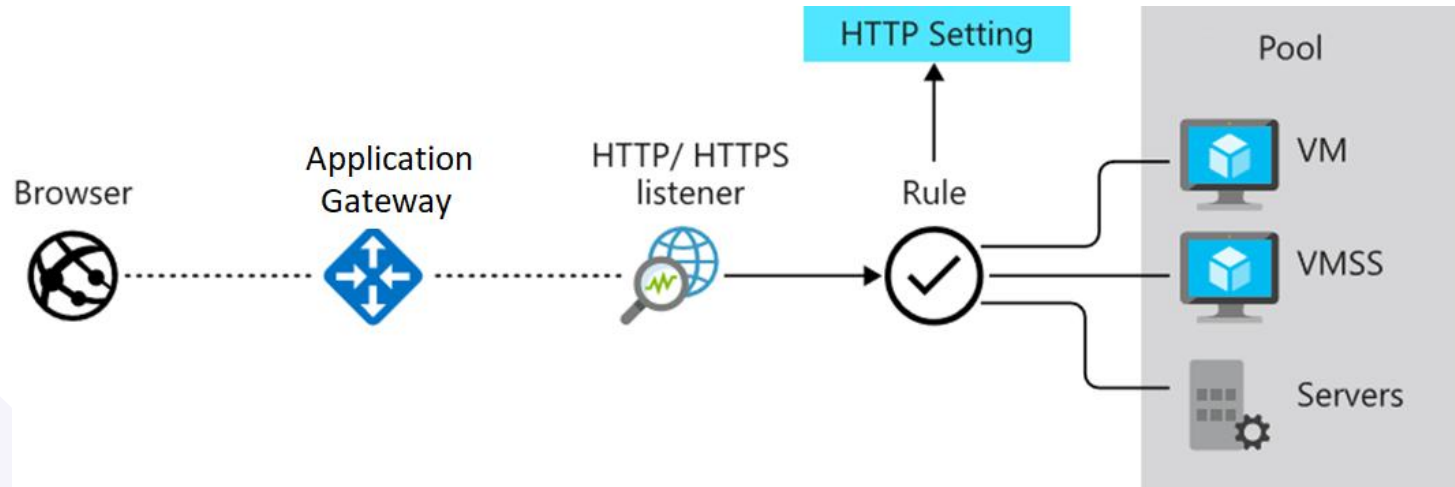 HTTP Setting
Pool
Application
Gateway
HTTP/ HTTPS
listener
VM
Browser
Rule
VMSS
Servers